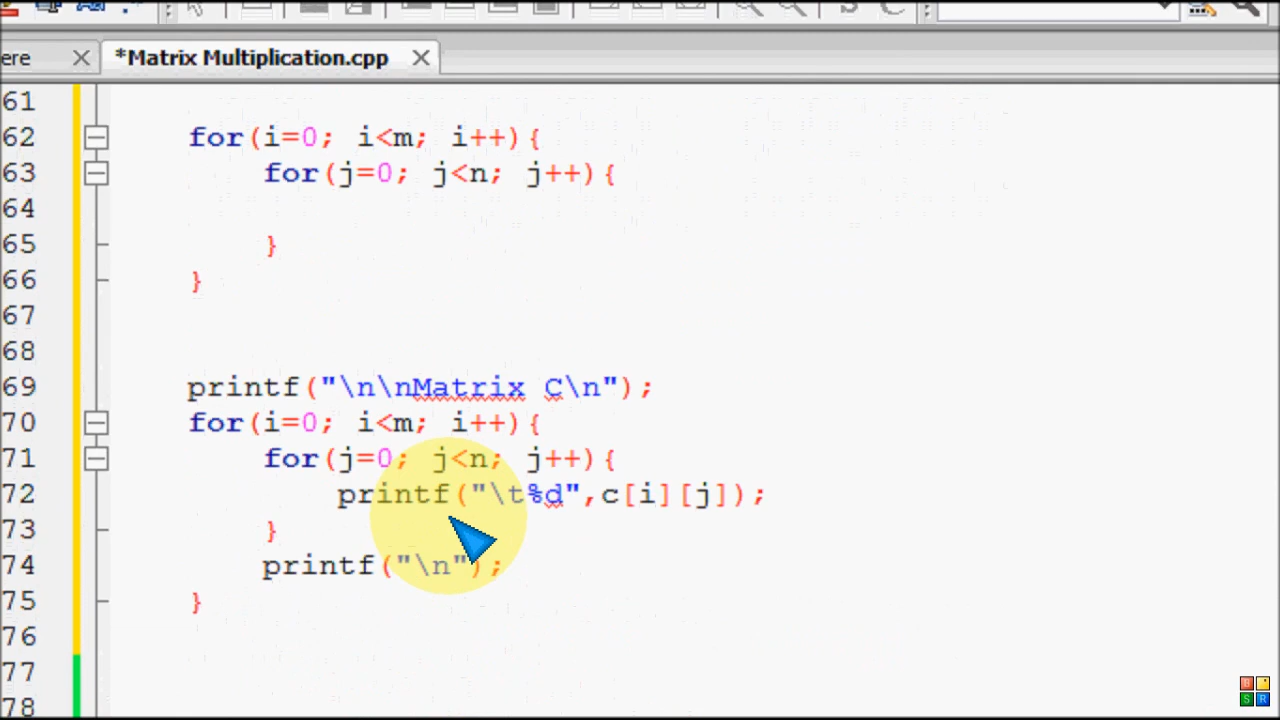 ere *Matrix Multiplication.cpp
61
62 for(i=0; i<m; i++){
63 for(j=0; j<n; j++){
64
65 }
66 }
67
68
69 printf("\n\nMatrix C\n");
70 for(i=0; i<m; i++){
71 for(j=0; j<n; j++){
72 printf("\t%d",c[i][j]);
73 }
74 printf("\n");
75 }
76
77
78
B
S R